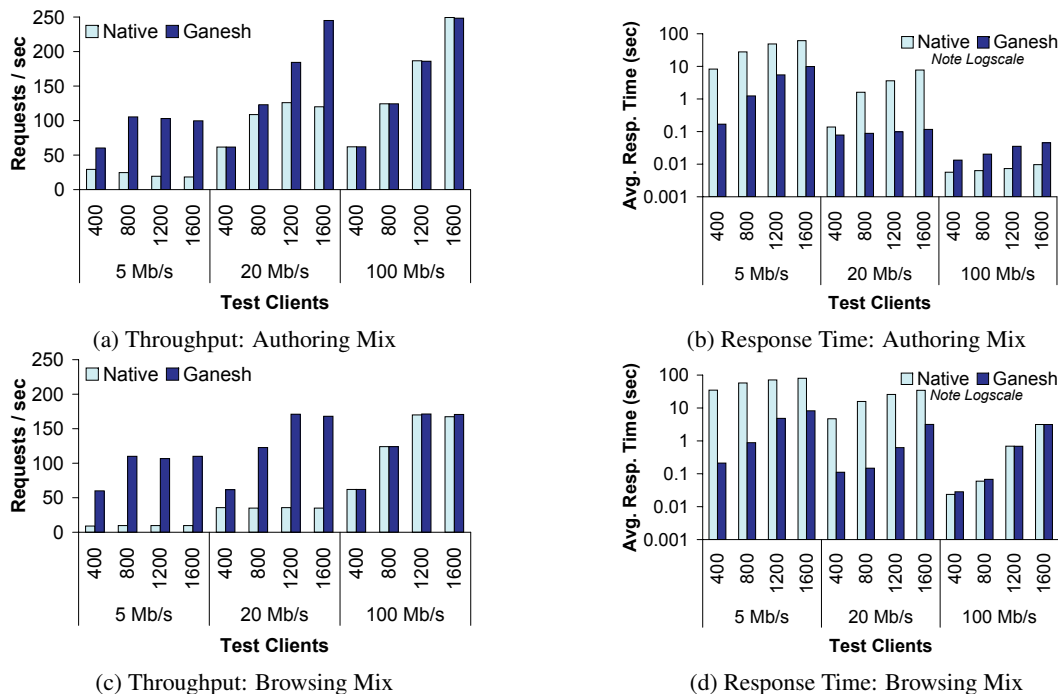 250
200
150
100
50
0
Requests / sec
Native Ganesh
400 800 1200 1600 400 800 1200 1600 400 800 1200 1600
5 Mb/s 20 Mb/s 100 Mb/s
Test Clients
(a) Throughput: Authoring Mix
100
10
1
0.1
0.01
0.001
Avg. Resp. Time (sec)
Native Ganesh
Note Logscale
400 800 1200 1600 400 800 1200 1600 400 800 1200 1600
5 Mb/s 20 Mb/s 100 Mb/s
Test Clients
(b) Response Time: Authoring Mix
250
200
150
100
50
0
Requests / sec
Native Ganesh
400 800 1200 1600 400 800 1200 1600 400 800 1200 1600
5 Mb/s 20 Mb/s 100 Mb/s
Test Clients
(c) Throughput: Browsing Mix
100
10
1
0.1
0.01
0.001
Avg. Resp. Time (sec)
Native Ganesh
Note Logscale
400 800 1200 1600 400 800 1200 1600 400 800 1200 1600
5 Mb/s 20 Mb/s 100 Mb/s
Test Clients
(d) Response Time: Browsing Mix